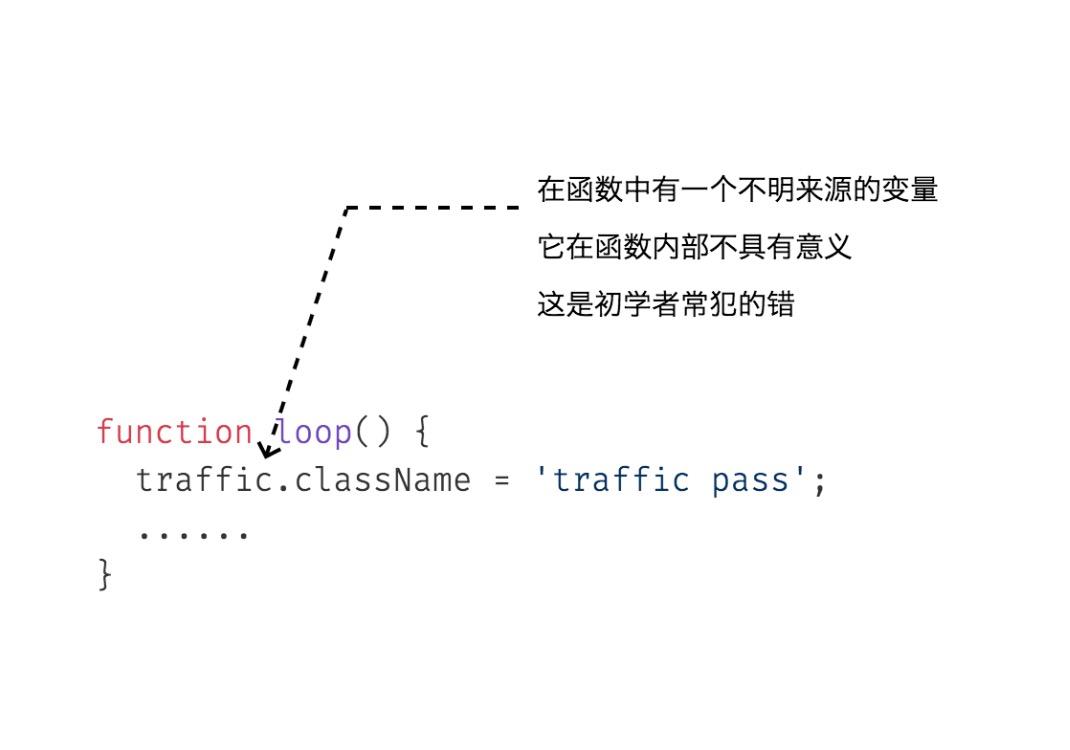 在函数中有一个不明来源的变量
它在函数内部不具有意义
这是初学者常犯的错
function loop() {
  traffic.className = 'traffic pass';
  ......
}